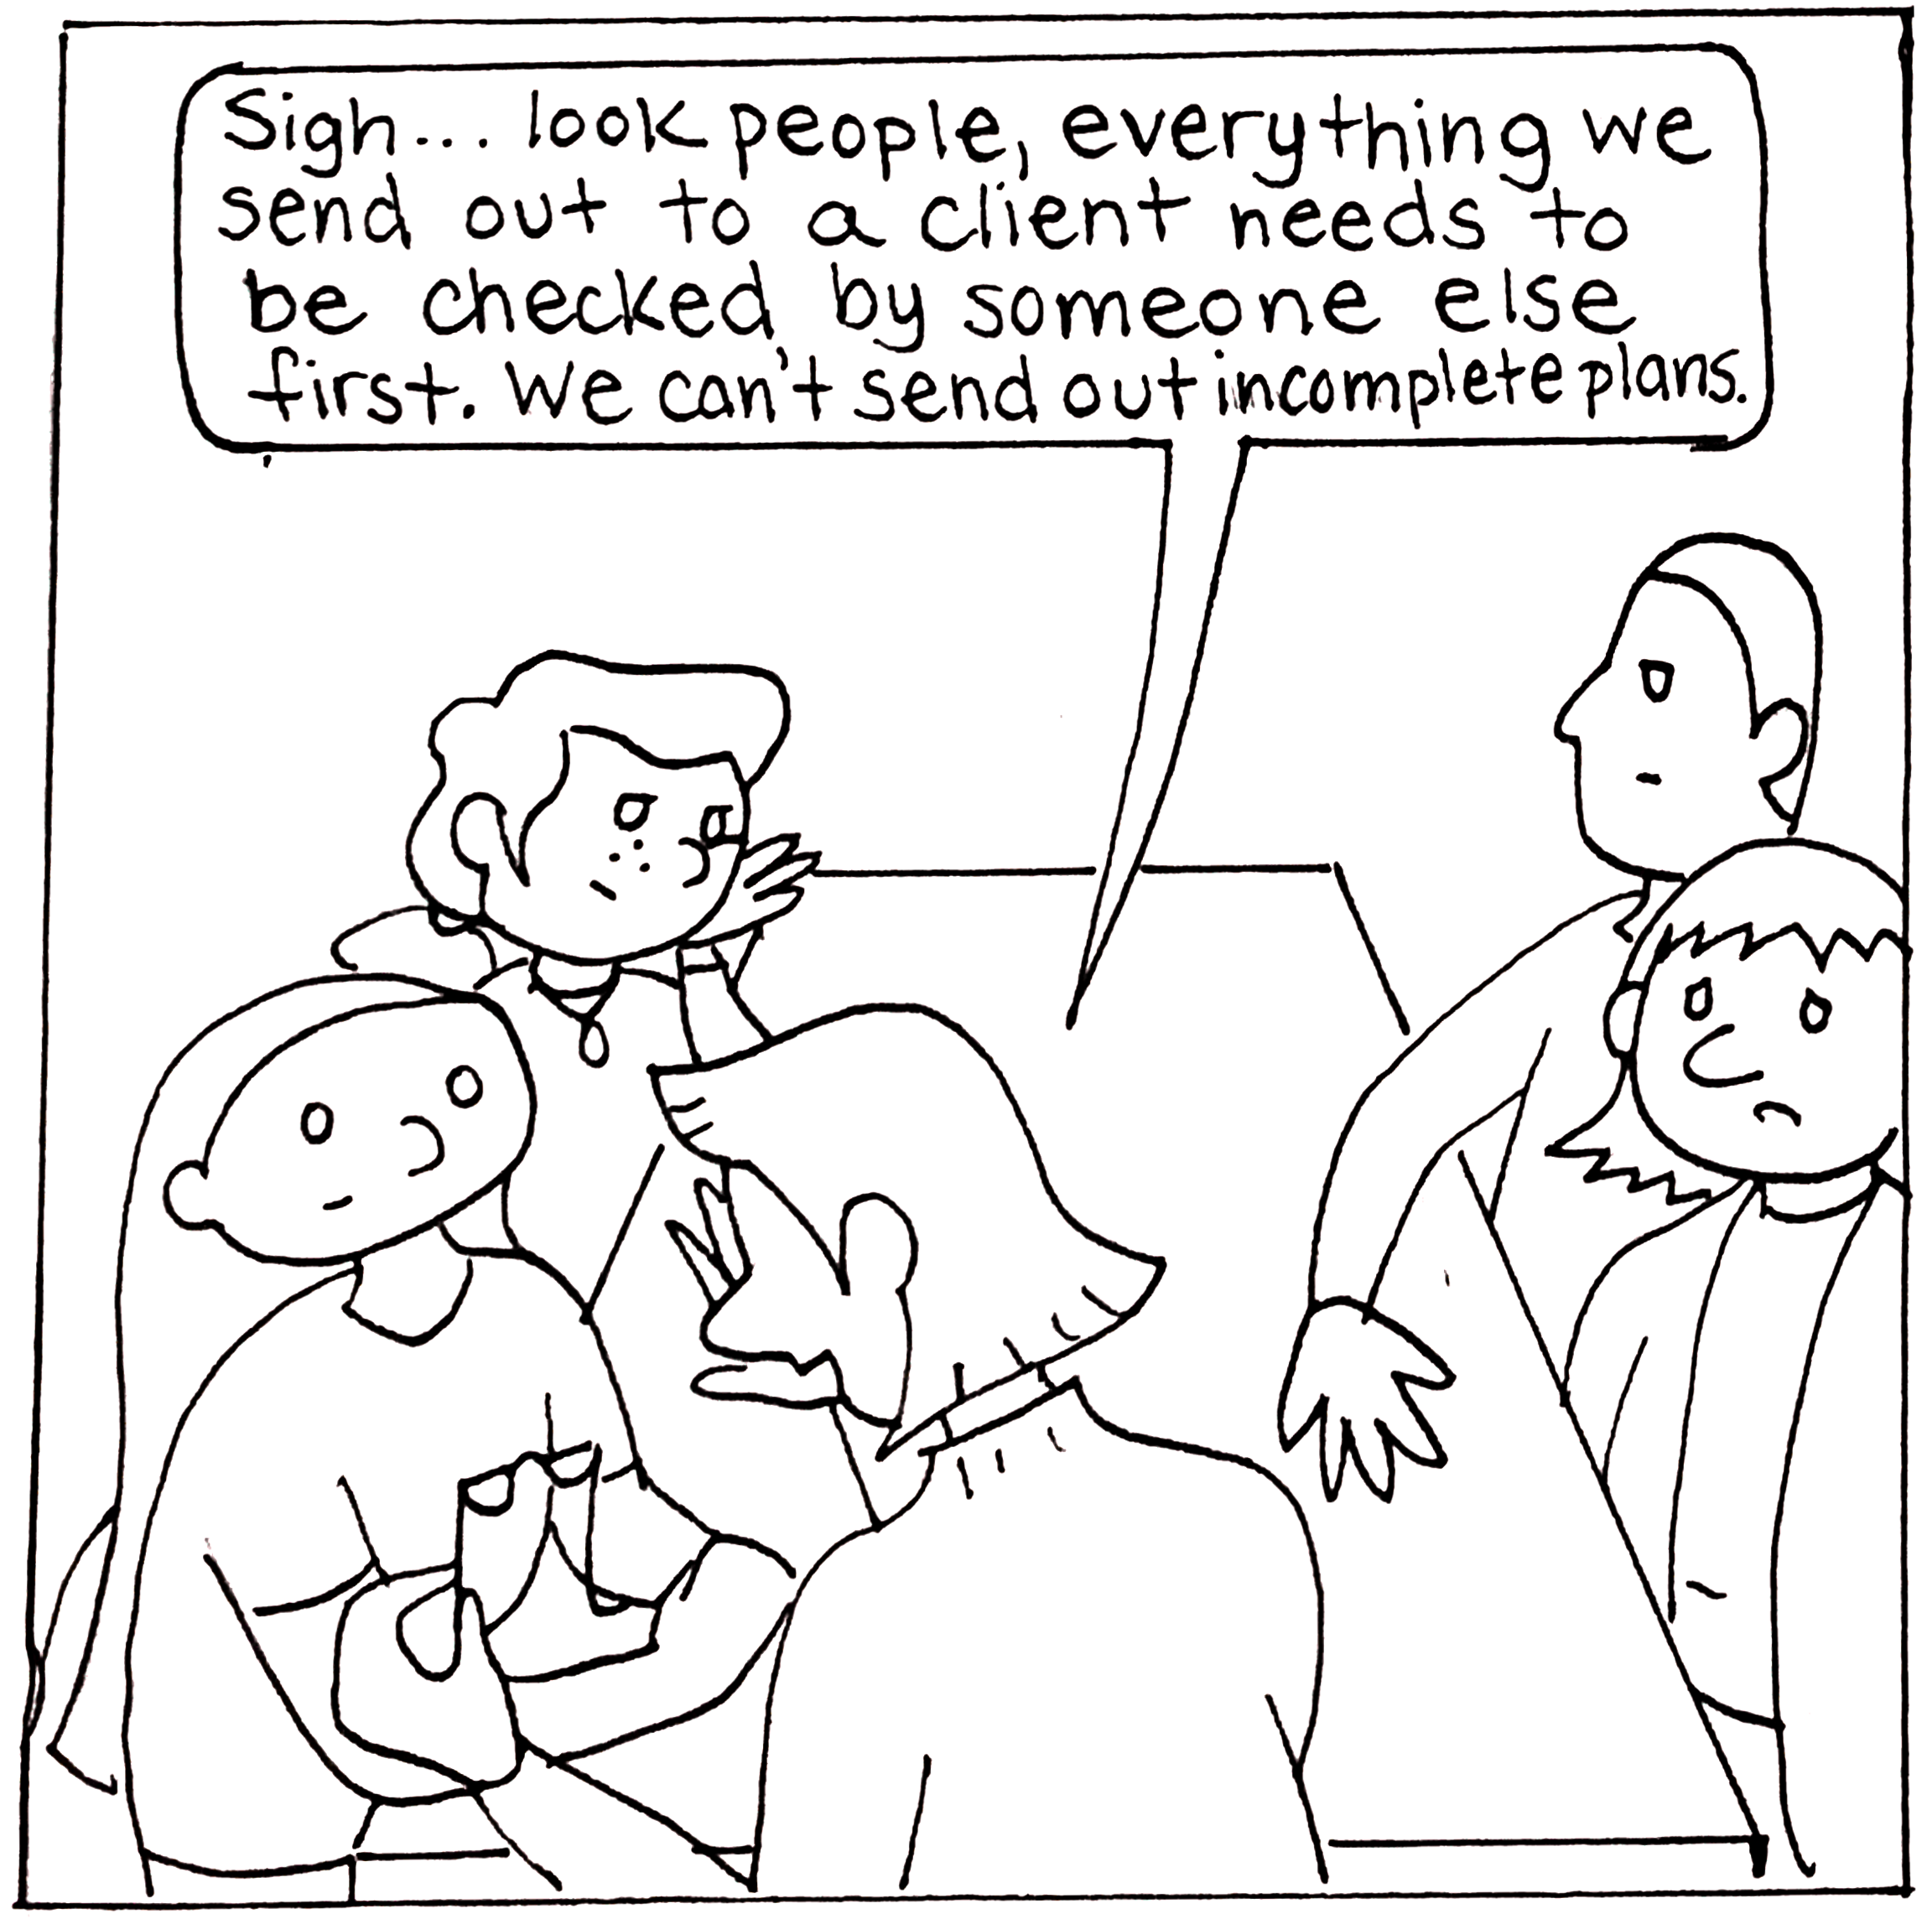 Sigh... look people, everything we
send out to a client needs to
be checked by someone else
first. We can't send out incomplete plans.